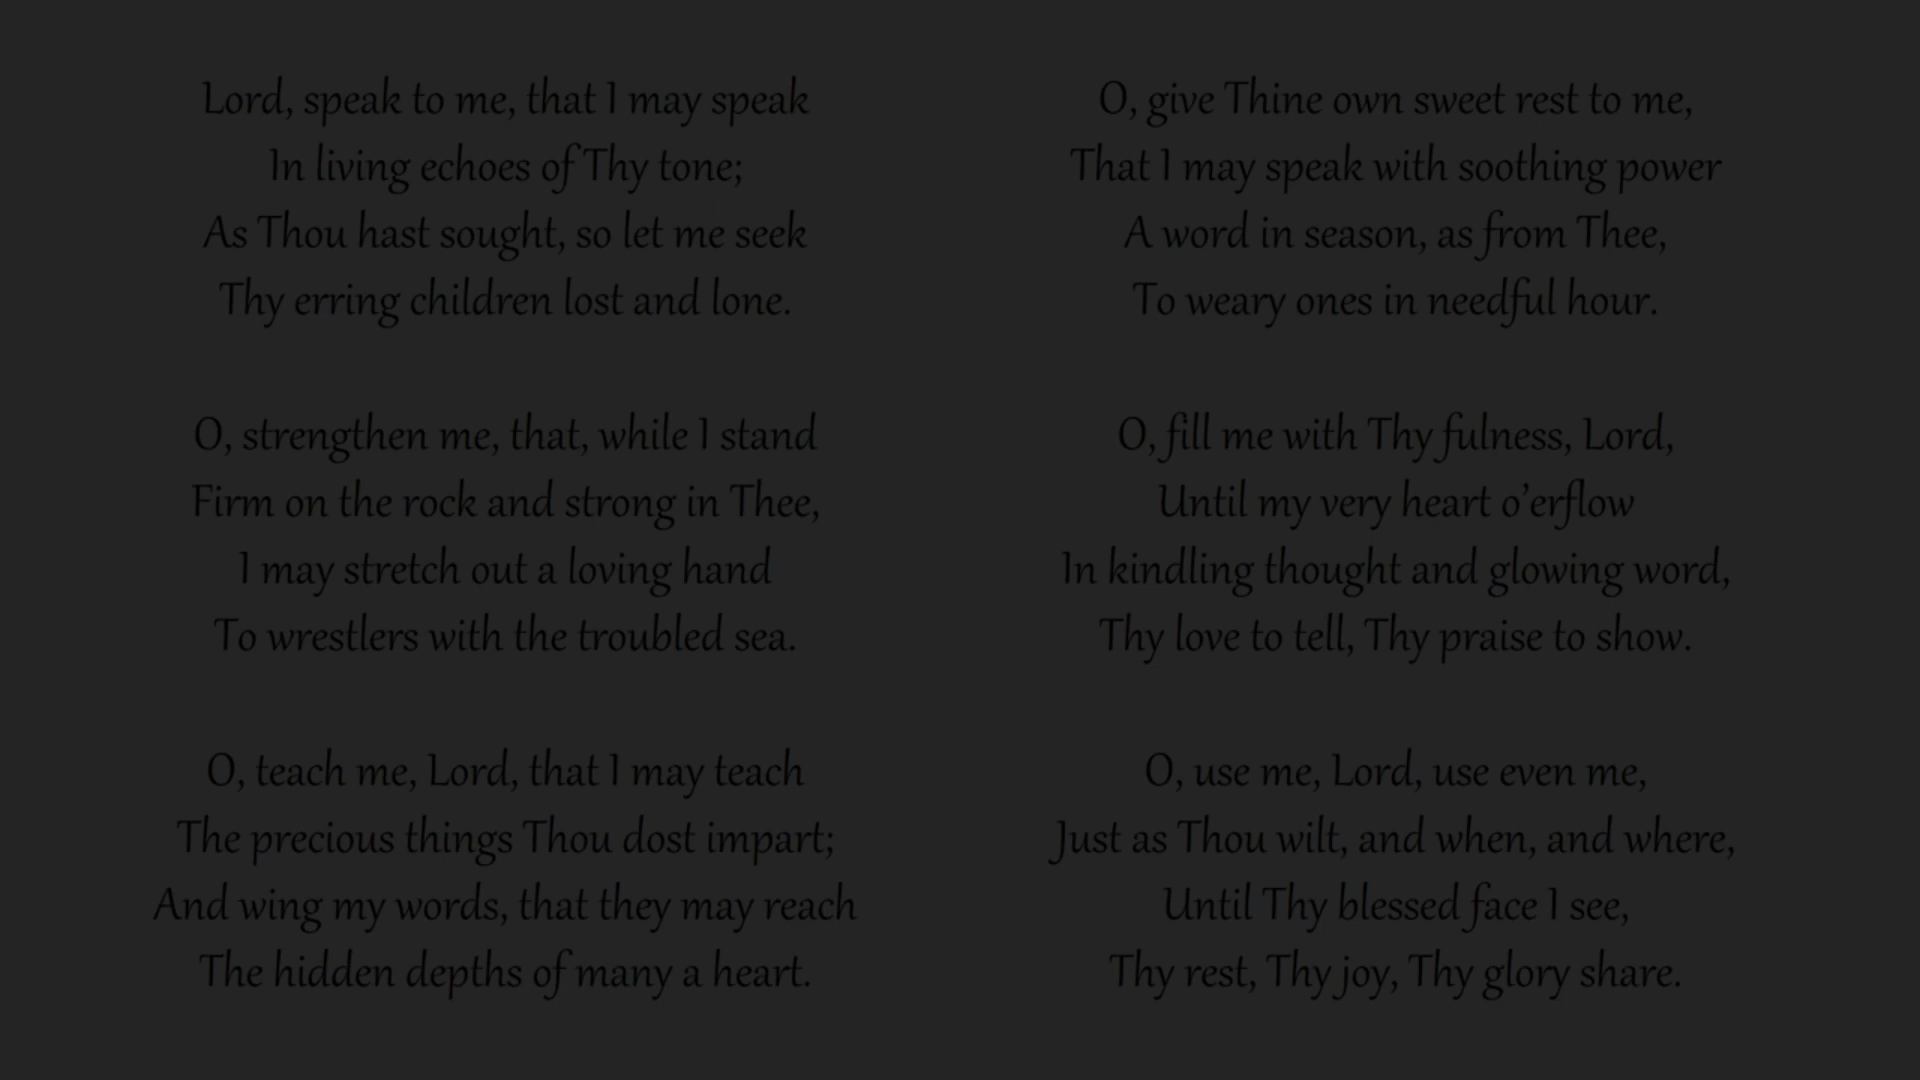 Lord, speak to me, that I may speak
In living echoes of Thy tone;
As Thou hast sought, so let me seek
Thy erring children lost and lone.
O, strengthen me, that, while I stand
Firm on the rock and strong in Thee,
I may stretch out a loving hand
To wrestlers with the troubled sea.
O, teach me, Lord, that I may teach
The precious things Thou dost impart;
And wing my words, that they may reach
The hidden depths of many a heart.
O, give Thine own sweet rest to me,
That I may speak with soothing power
A word in season, as from Thee,
To weary ones in needful hour.
O, fill me with Thy fulness, Lord,
Until my very heart o’erflow
In kindling thought and glowing word,
Thy love to tell, Thy praise to show.
O, use me, Lord, use even me,
Just as Thou wilt, and when, and where,
Until Thy blessed face I see,
Thy rest, Thy joy, Thy glory share.